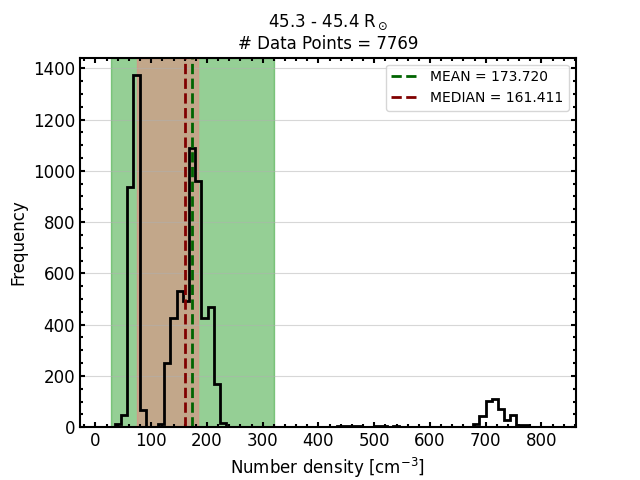 45.3 - 45.4 R⊙
# Data Points = 7769
MEAN = 173.720
MEDIAN = 161.411
Frequency
1400
1200
1000
800
600
400
200
0
0 100 200 300 400 500 600 700 800
Number density [cm⁻³]